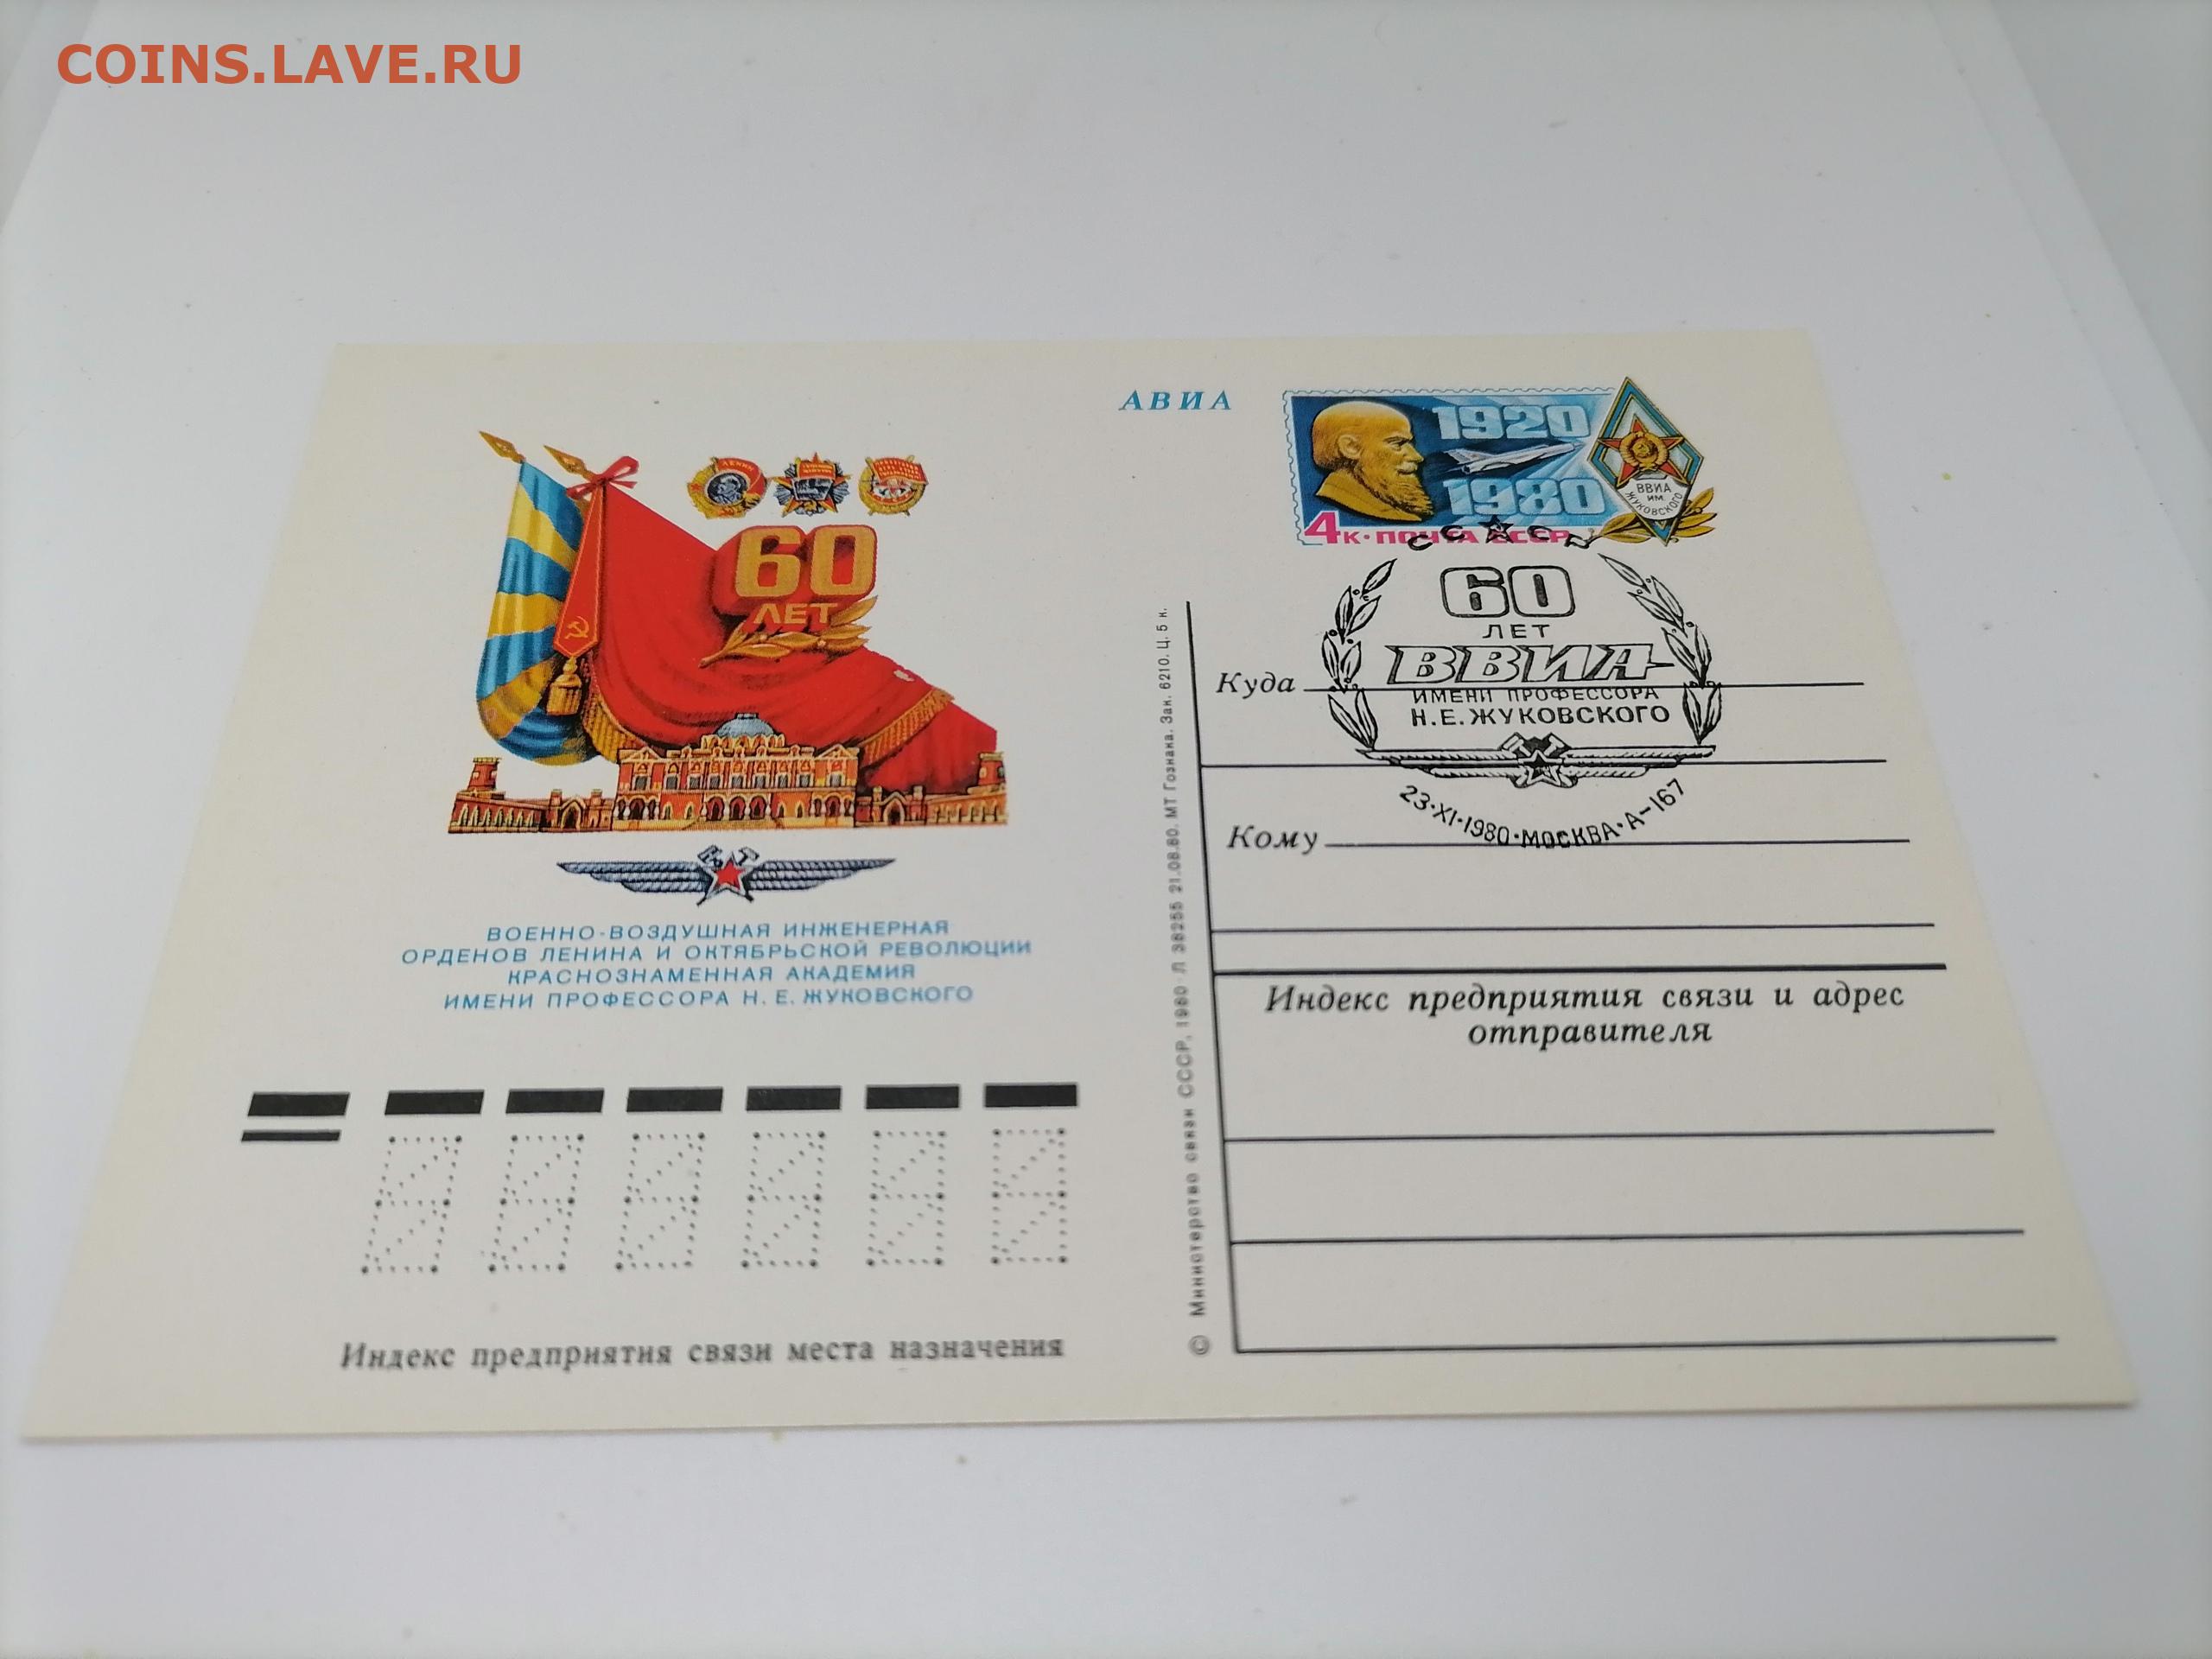 COINS.LAVE.RU
АВИА
1920
1980
4к·ПОЧТА СССР
ВВИА
ИМ.
ЖУКОВСКОГО
ЛЕНИН
60
ЛЕТ
СССР
60
ЛЕТ
ВВИА
ИМЕНИ ПРОФЕССОРА
Н.Е.ЖУКОВСКОГО
23·XI·1980·МОСКВА·А-167
ВОЕННО-ВОЗДУШНАЯ ИНЖЕНЕРНАЯ
ОРДЕНОВ ЛЕНИНА И ОКТЯБРЬСКОЙ РЕВОЛЮЦИИ
КРАСНОЗНАМЕННАЯ АКАДЕМИЯ
ИМЕНИ ПРОФЕССОРА Н. Е. ЖУКОВСКОГО
Индекс предприятия связи места назначения
© Министерство связи СССР, 1980 Л 38255 21.08.80. МТ Гознака. Зак. 6210. Ц. 5 к.
Куда
Кому
Индекс предприятия связи и адрес
отправителя